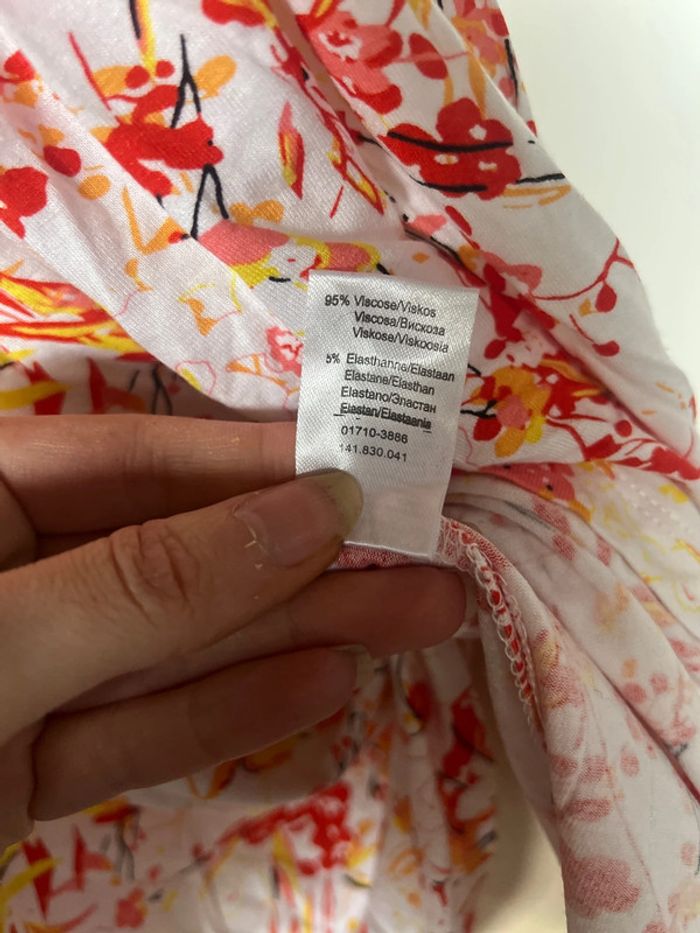 95% Viscose/Viskos
Viscosa/Вискоза
Viskose/Viskoosia
5% Elasthanne/Elastaan
Elastane/Elasthan
Elastano/Эластан
Elastan/Elastaania
01710-3886
141.830.041